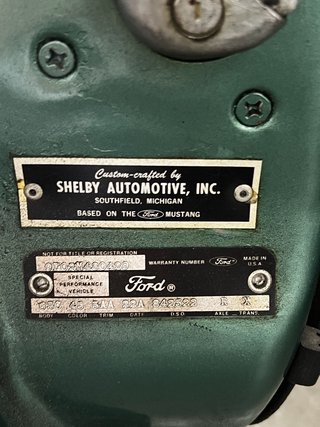 Custom-crafted by
SHELBY AUTOMOTIVE, INC.
SOUTHFIELD, MICHIGAN
BASED ON THE Ford MUSTANG
NOT FOR TITLE OR REGISTRATION
WARRANTY NUMBER Ford MADE IN U.S.A.
SPECIAL PERFORMANCE VEHICLE
Ford ®
BODY COLOR TRIM DATE D.S.O. AXLE TRANS.